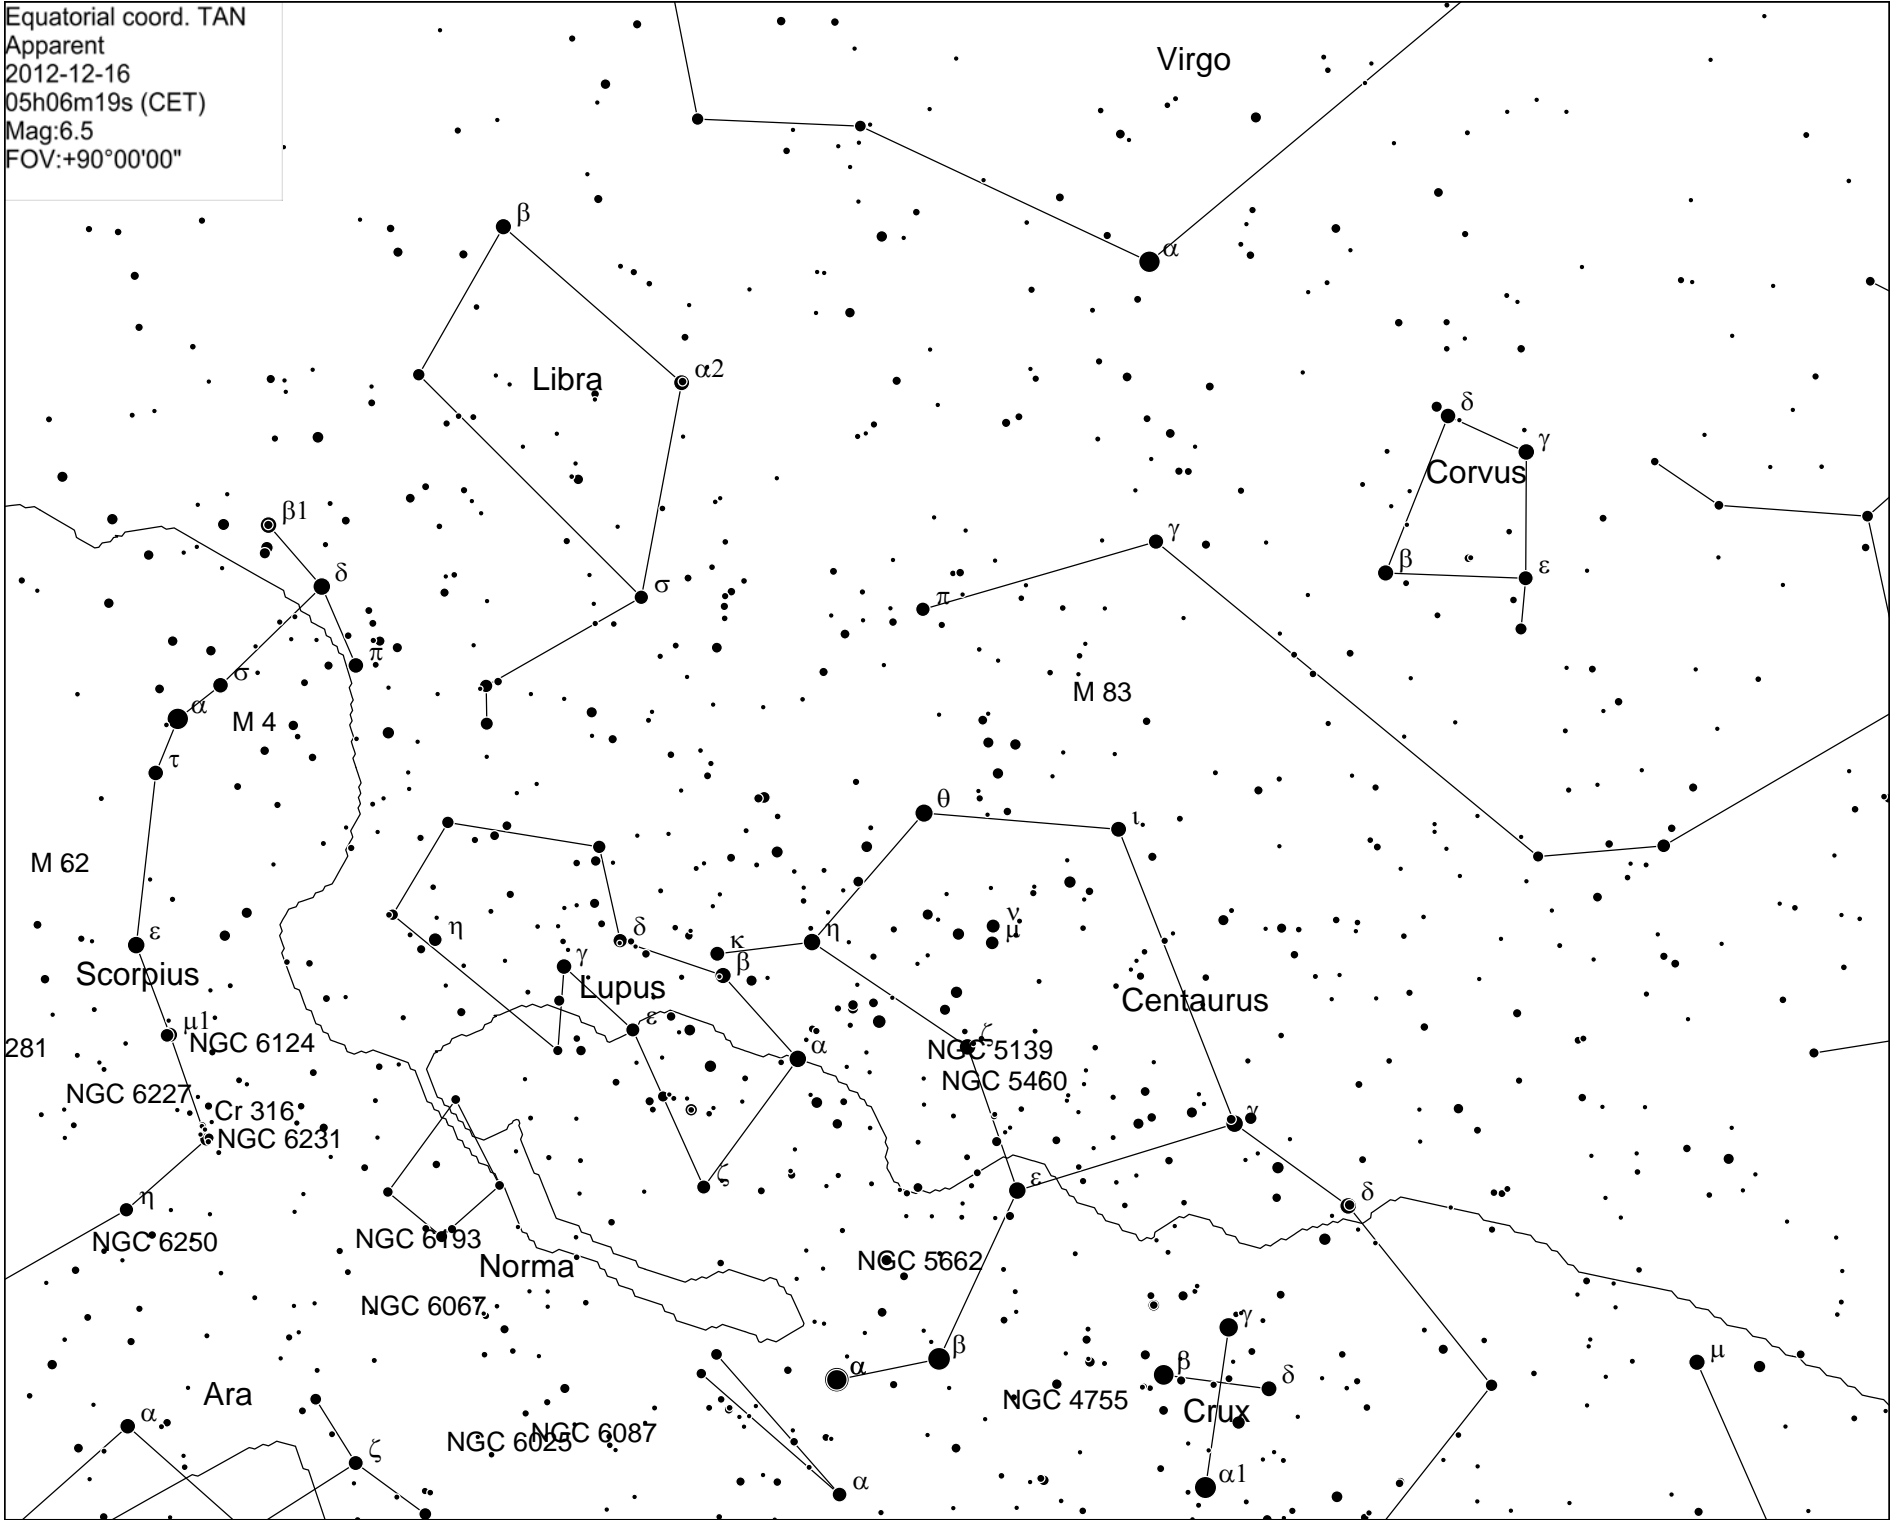 Equatorial coord. TAN
Apparent
2012-12-16
05h06m19s (CET)
Mag:6.5
FOV:+90°00'00"
Virgo
β
α
Libra
α2
δ
γ
Corvus
β1
γ
δ
β
ε
σ
π
π
σ
M 83
α
M 4
τ
θ
ι
M 62
ν
η
δ
μ
ε
κ
η
γ
β
Scorpius
Lupus
Centaurus
μ1
ε
ζ
NGC 6124
281
α
NGC 5139
NGC 5460
NGC 6227
Cr 316
γ
NGC 6231
ζ
ε
η
δ
NGC 6250
NGC 6193
NGC 5662
Norma
NGC 6067
γ
β
μ
α
β
δ
Ara
NGC 4755
Crux
α
NGC 6025
NGC 6087
ζ
α
α1